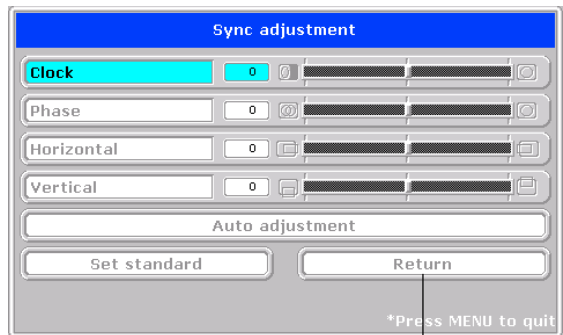 Sync adjustment
Clock 0
Phase 0
Horizontal 0
Vertical 0
Auto adjustment
Set standard Return
*Press MENU to quit